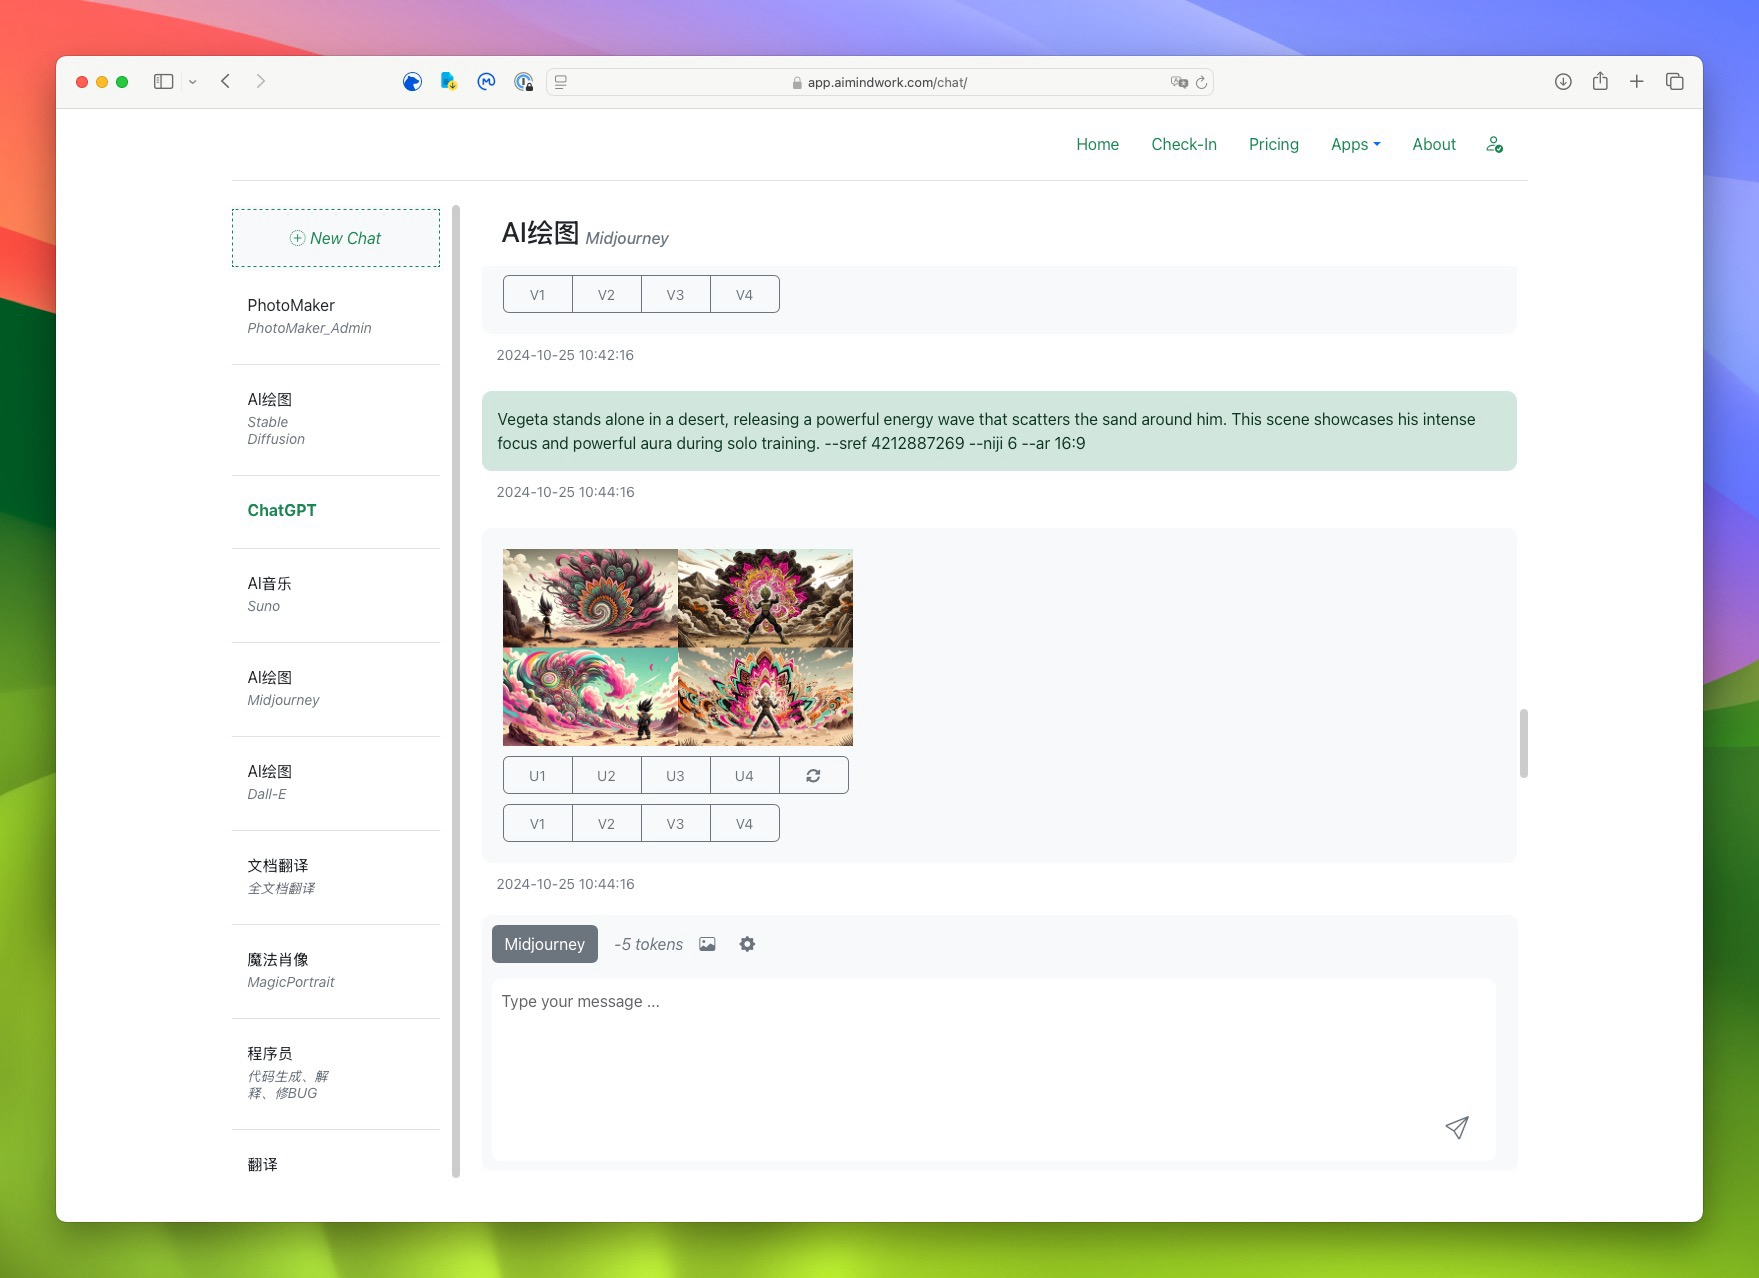 app.aimindwork.com/chat/
Home Check-In Pricing Apps About
New Chat
PhotoMaker
PhotoMaker_Admin
AI绘图
Stable
Diffusion
ChatGPT
AI音乐
Suno
AI绘图
Midjourney
AI绘图
Dall-E
文档翻译
全文档翻译
魔法肖像
MagicPortrait
程序员
代码生成、解
释、修BUG
翻译
AI绘图 Midjourney
V1 V2 V3 V4
2024-10-25 10:42:16
Vegeta stands alone in a desert, releasing a powerful energy wave that scatters the sand around him. This scene showcases his intense
focus and powerful aura during solo training. --sref 4212887269 --niji 6 --ar 16:9
2024-10-25 10:44:16
U1 U2 U3 U4
V1 V2 V3 V4
2024-10-25 10:44:16
Midjourney -5 tokens
Type your message ...